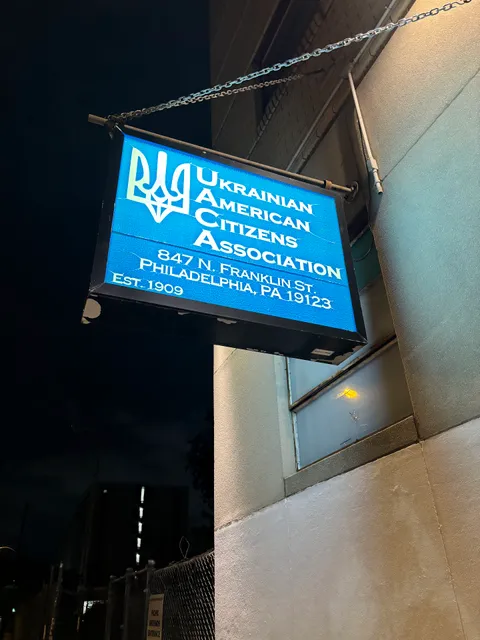 Ukrainian
American
Citizens
Association
847 N. Franklin St.
Philadelphia, PA 19123
Est. 1909